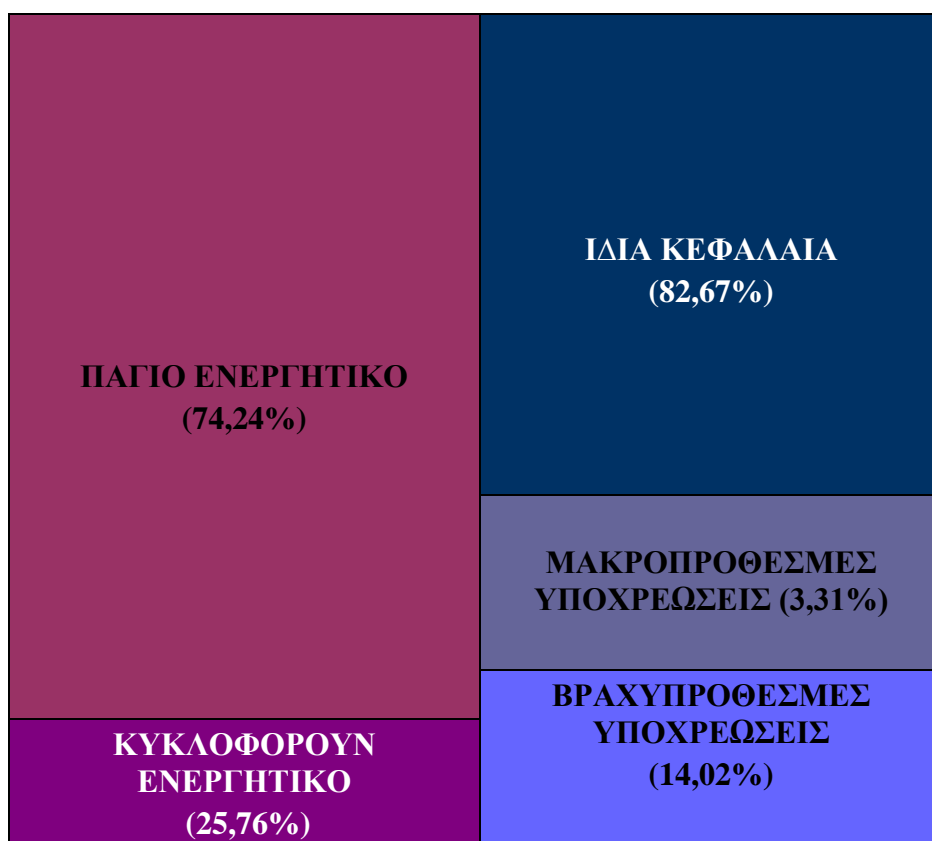 ΠΑΓΙΟ ΕΝΕΡΓΗΤΙΚΟ
(74,24%)
ΚΥΚΛΟΦΟΡΟΥΝ
ΕΝΕΡΓΗΤΙΚΟ
(25,76%)
ΙΔΙΑ ΚΕΦΑΛΑΙΑ
(82,67%)
ΜΑΚΡΟΠΡΟΘΕΣΜΕΣ
ΥΠΟΧΡΕΩΣΕΙΣ (3,31%)
ΒΡΑΧΥΠΡΟΘΕΣΜΕΣ
ΥΠΟΧΡΕΩΣΕΙΣ
(14,02%)